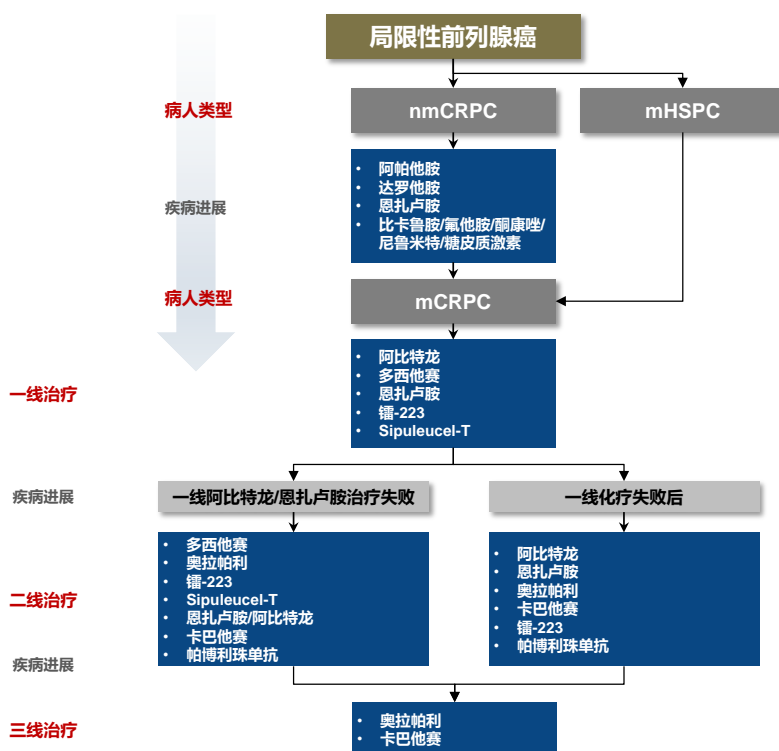 局限性前列腺癌
病人类型
nmCRPC
mHSPC
疾病进展
• 阿帕他胺
• 达罗他胺
• 恩扎卢胺
• 比卡鲁胺/氟他胺/酮康唑/
尼鲁米特/糖皮质激素
病人类型
mCRPC
一线治疗
• 阿比特龙
• 多西他赛
• 恩扎卢胺
• 镭-223
• Sipuleucel-T
疾病进展
一线阿比特龙/恩扎卢胺治疗失败
一线化疗失败后
二线治疗
• 多西他赛
• 奥拉帕利
• 镭-223
• Sipuleucel-T
• 恩扎卢胺/阿比特龙
• 卡巴他赛
• 帕博利珠单抗
• 阿比特龙
• 恩扎卢胺
• 奥拉帕利
• 卡巴他赛
• 镭-223
• 帕博利珠单抗
疾病进展
三线治疗
• 奥拉帕利
• 卡巴他赛